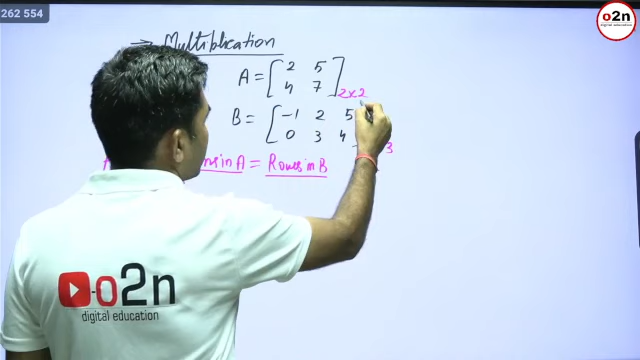 262 554
o2n
digital education
⇒ Multiplication
A = [ 2 5
4 7 ] 2×2
B = [ -1 2 5
0 3 4
3
A = Rows in B
o2n
digital education